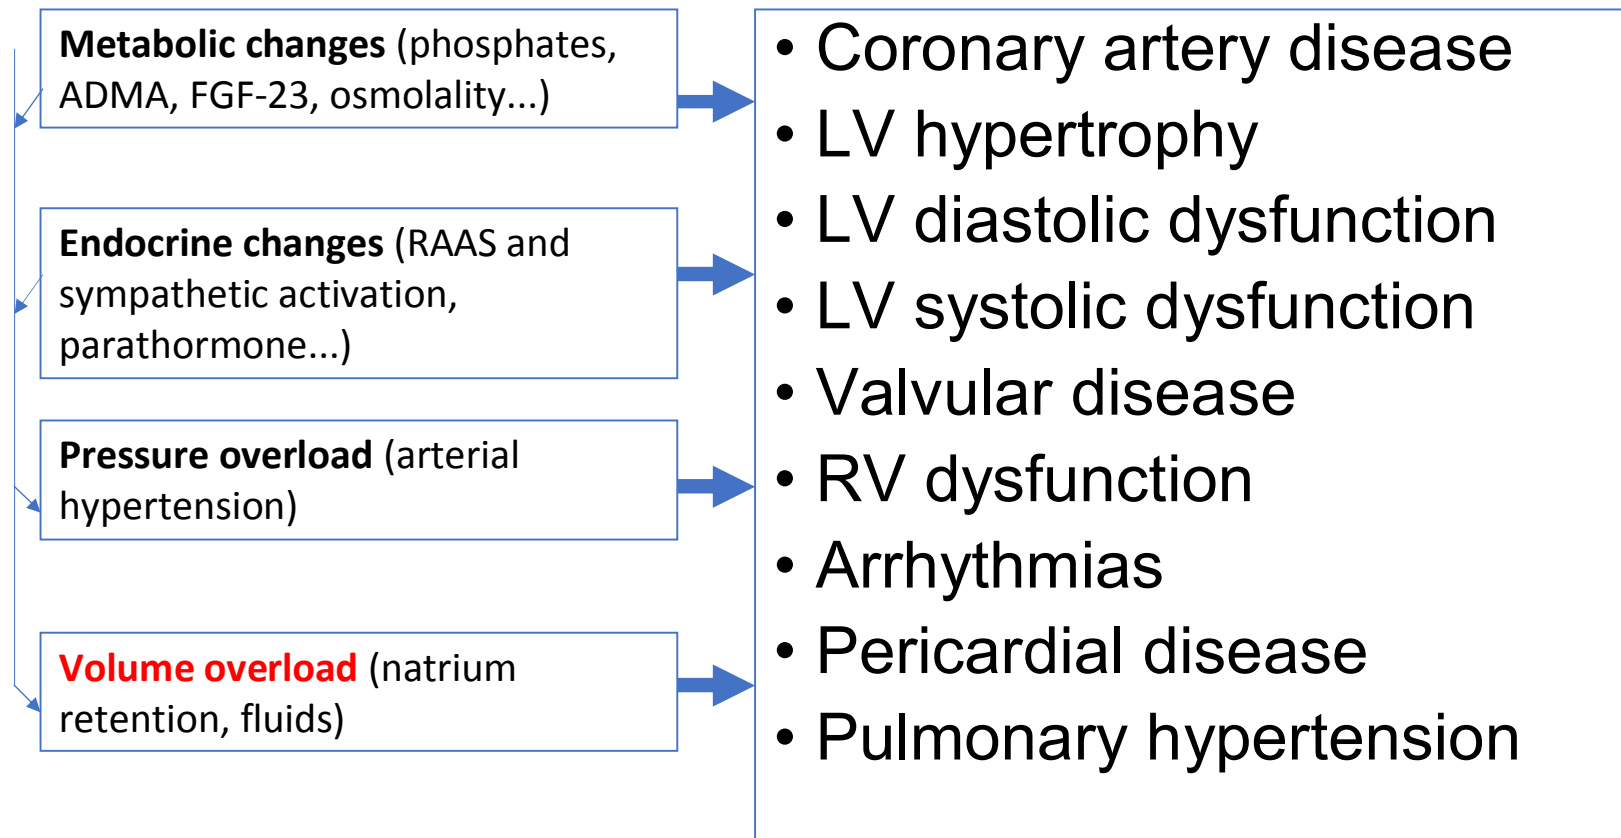 Metabolic changes (phosphates,
ADMA, FGF-23, osmolality...)
Endocrine changes (RAAS and
sympathetic activation,
parathormone...)
Pressure overload (arterial
hypertension)
Volume overload (natrium
retention, fluids)
• Coronary artery disease
• LV hypertrophy
• LV diastolic dysfunction
• LV systolic dysfunction
• Valvular disease
• RV dysfunction
• Arrhythmias
• Pericardial disease
• Pulmonary hypertension